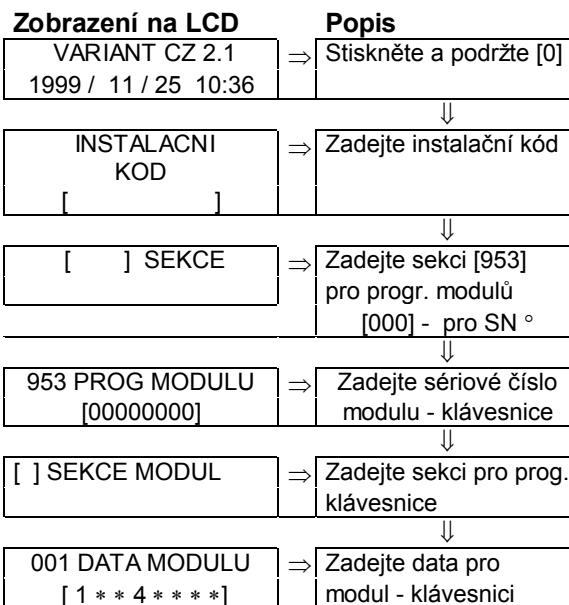 Zobrazení na LCD Popis
VARIANT CZ 2.1 ⇒ Stiskněte a podržte [0]
1999 / 11 / 25 10:36
⇓
INSTALACNI ⇒ Zadejte instalační kód
KOD
[ ]
⇓
[ ] SEKCE ⇒ Zadejte sekci [953]
pro progr. modulů
[000] - pro SN °
⇓
953 PROG MODULU ⇒ Zadejte sériové číslo
[00000000] modulu - klávesnice
⇓
[ ] SEKCE MODUL ⇒ Zadejte sekci pro prog.
klávesnice
⇓
001 DATA MODULU ⇒ Zadejte data pro
[ 1 * * 4 * * * *] modul - klávesnici